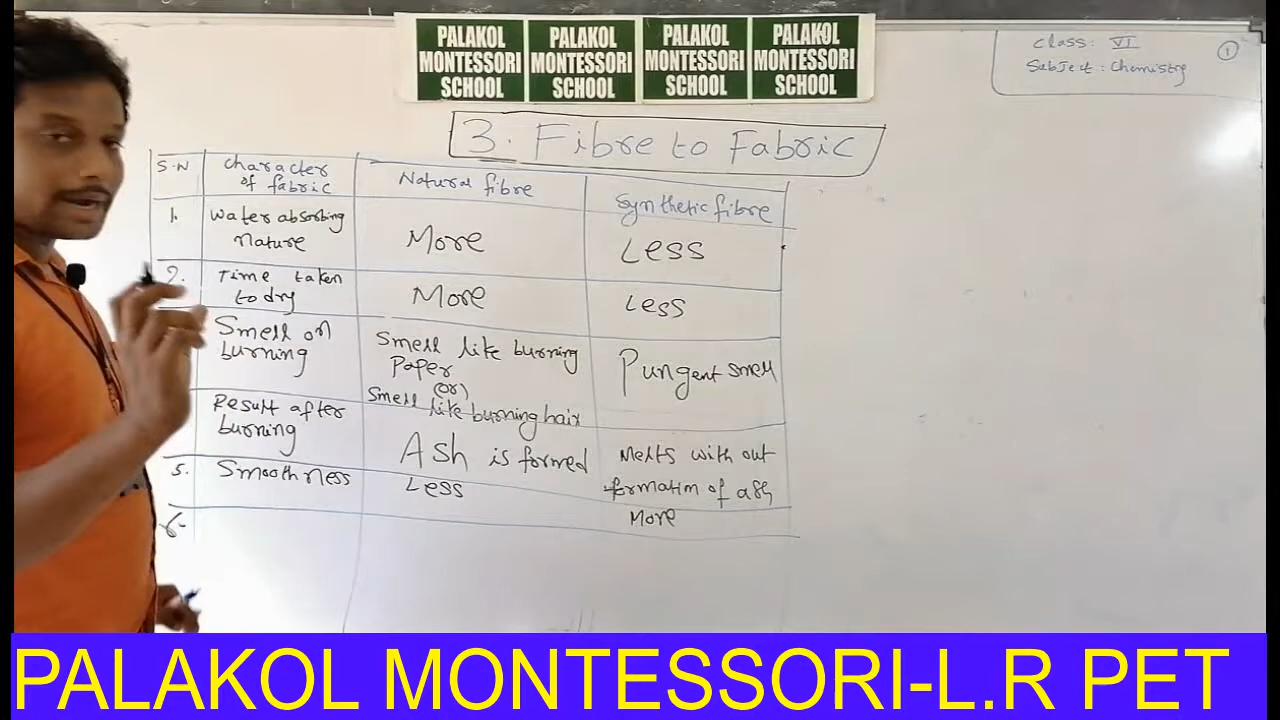 PALAKOL MONTESSORI SCHOOL
PALAKOL MONTESSORI SCHOOL
PALAKOL MONTESSORI SCHOOL
PALAKOL MONTESSORI SCHOOL
Class: VI
Subject: Chemistry
1
3. Fibre to Fabric
S.N
Character of fabric
Natural fibre
Synthetic fibre
1.
Water absorbing Nature
More
Less
2.
Time taken to dry
More
Less
Smell on burning
Smell like burning Paper
(or)
Smell like burning hair
Pungent smell
Result after burning
Ash is formed
Melts with out formation of ash
5.
Smoothness
Less
More
6.
PALAKOL MONTESSORI-L.R PET